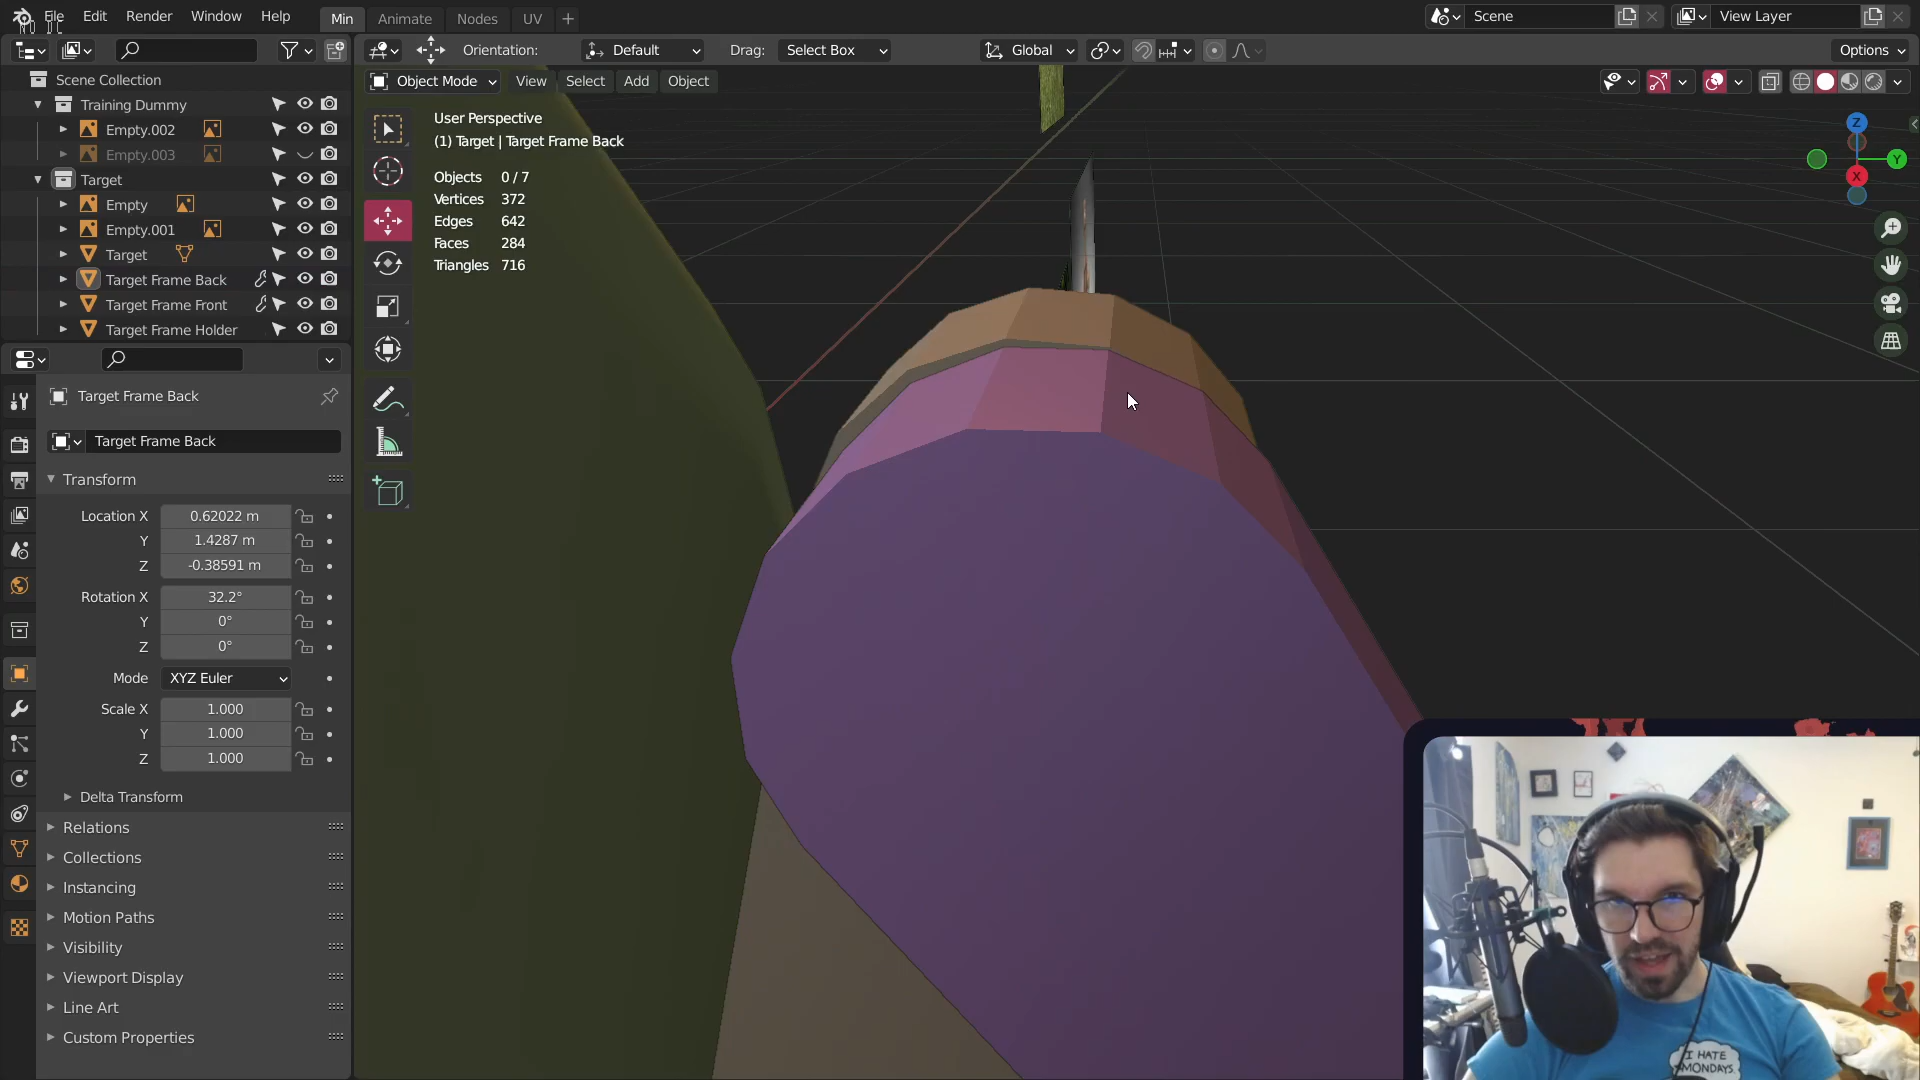 File Edit Render Window Help Min Animate Nodes UV Scene View Layer
Orientation: Default Drag: Select Box Global Options
Object Mode View Select Add Object
Scene Collection
Training Dummy
Empty.002
Empty.003
Target
Empty
Empty.001
Target
Target Frame Back
Target Frame Front
Target Frame Holder
User Perspective
(1) Target | Target Frame Back
Objects 0 / 7
Vertices 372
Edges 642
Faces 284
Triangles 716
Z
Y
X
Target Frame Back
Target Frame Back
Transform
Location X 0.62022 m
Y 1.4287 m
Z -0.38591 m
Rotation X 32.2°
Y 0°
Z 0°
Mode XYZ Euler
Scale X 1.000
Y 1.000
Z 1.000
Delta Transform
Relations
Collections
Instancing
Motion Paths
Visibility
Viewport Display
Line Art
Custom Properties
I HATE
MONDAYS